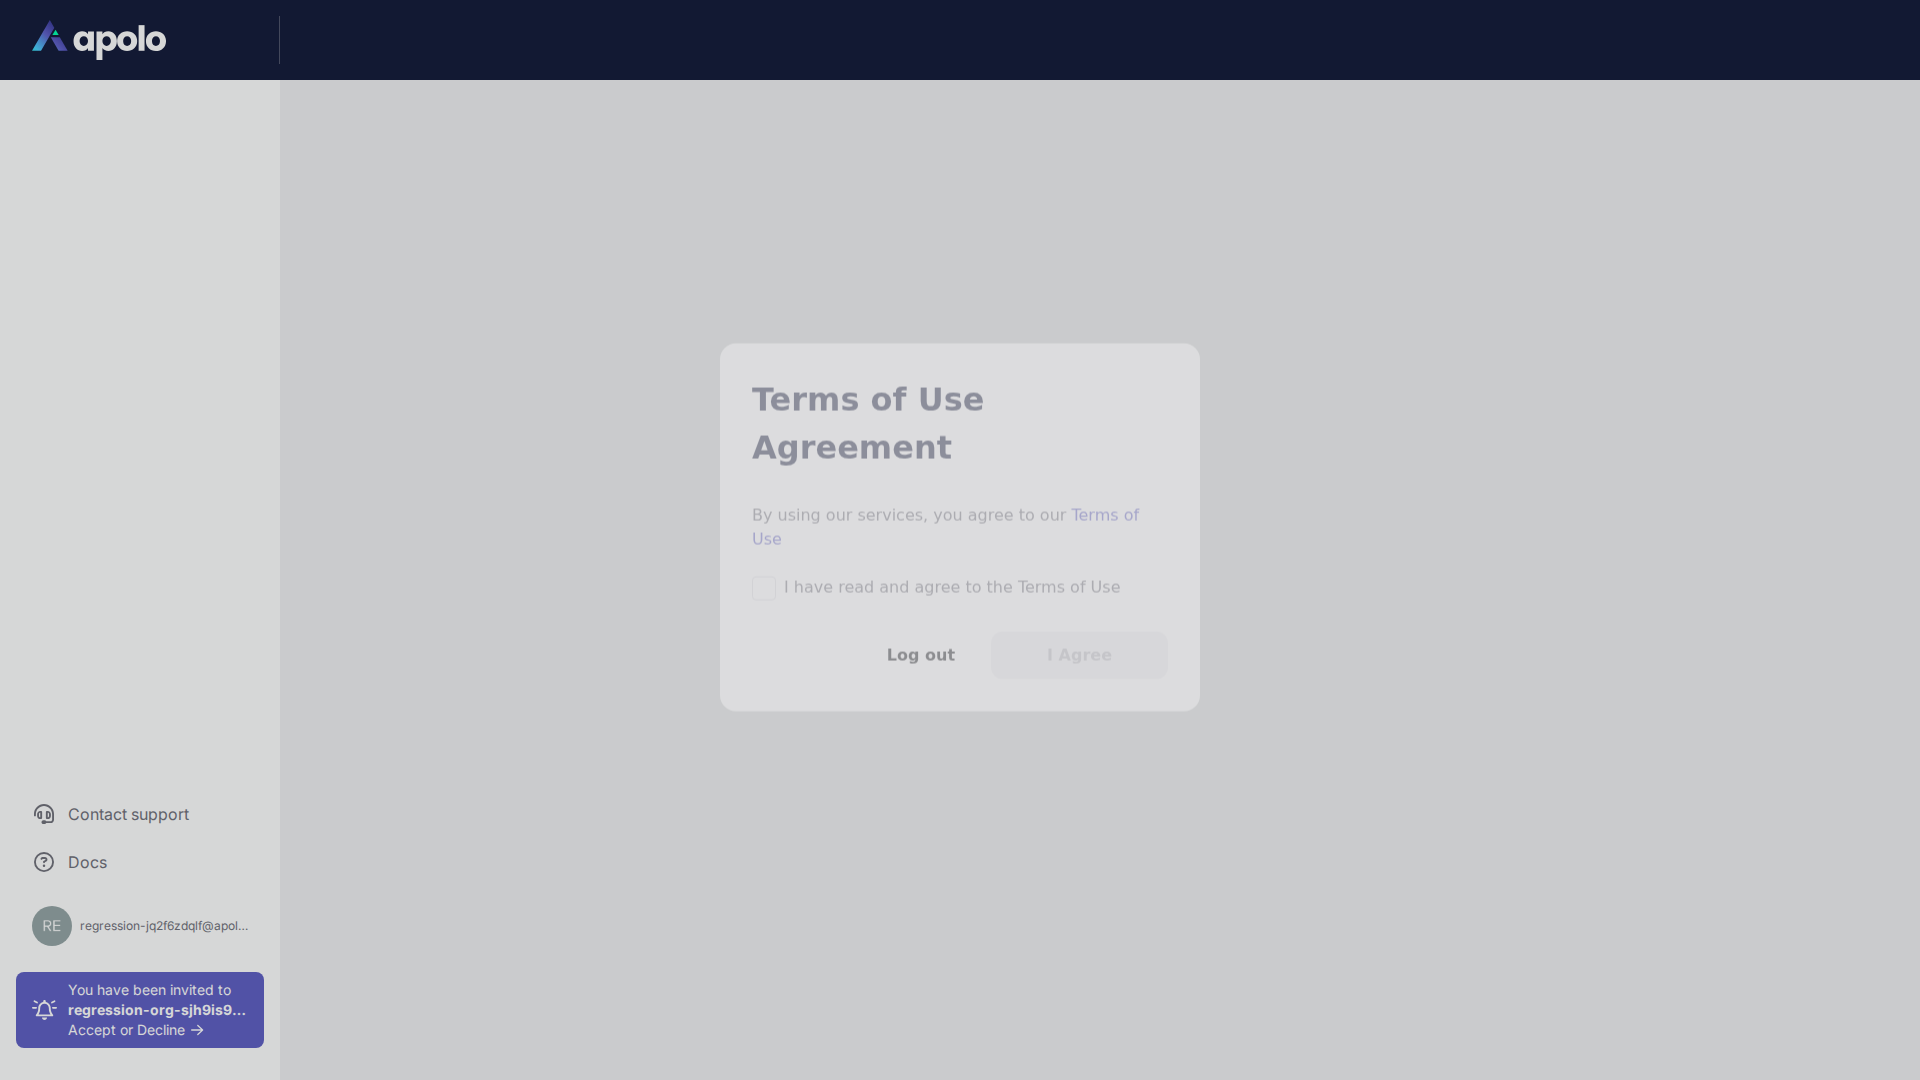 apolo
Terms of Use
Agreement
By using our services, you agree to our Terms of
Use
I have read and agree to the Terms of Use
Log out
I Agree
Contact support
Docs
RE
regression-jq2f6zdqlf@apol...
You have been invited to
regression-org-sjh9is9...
Accept or Decline →